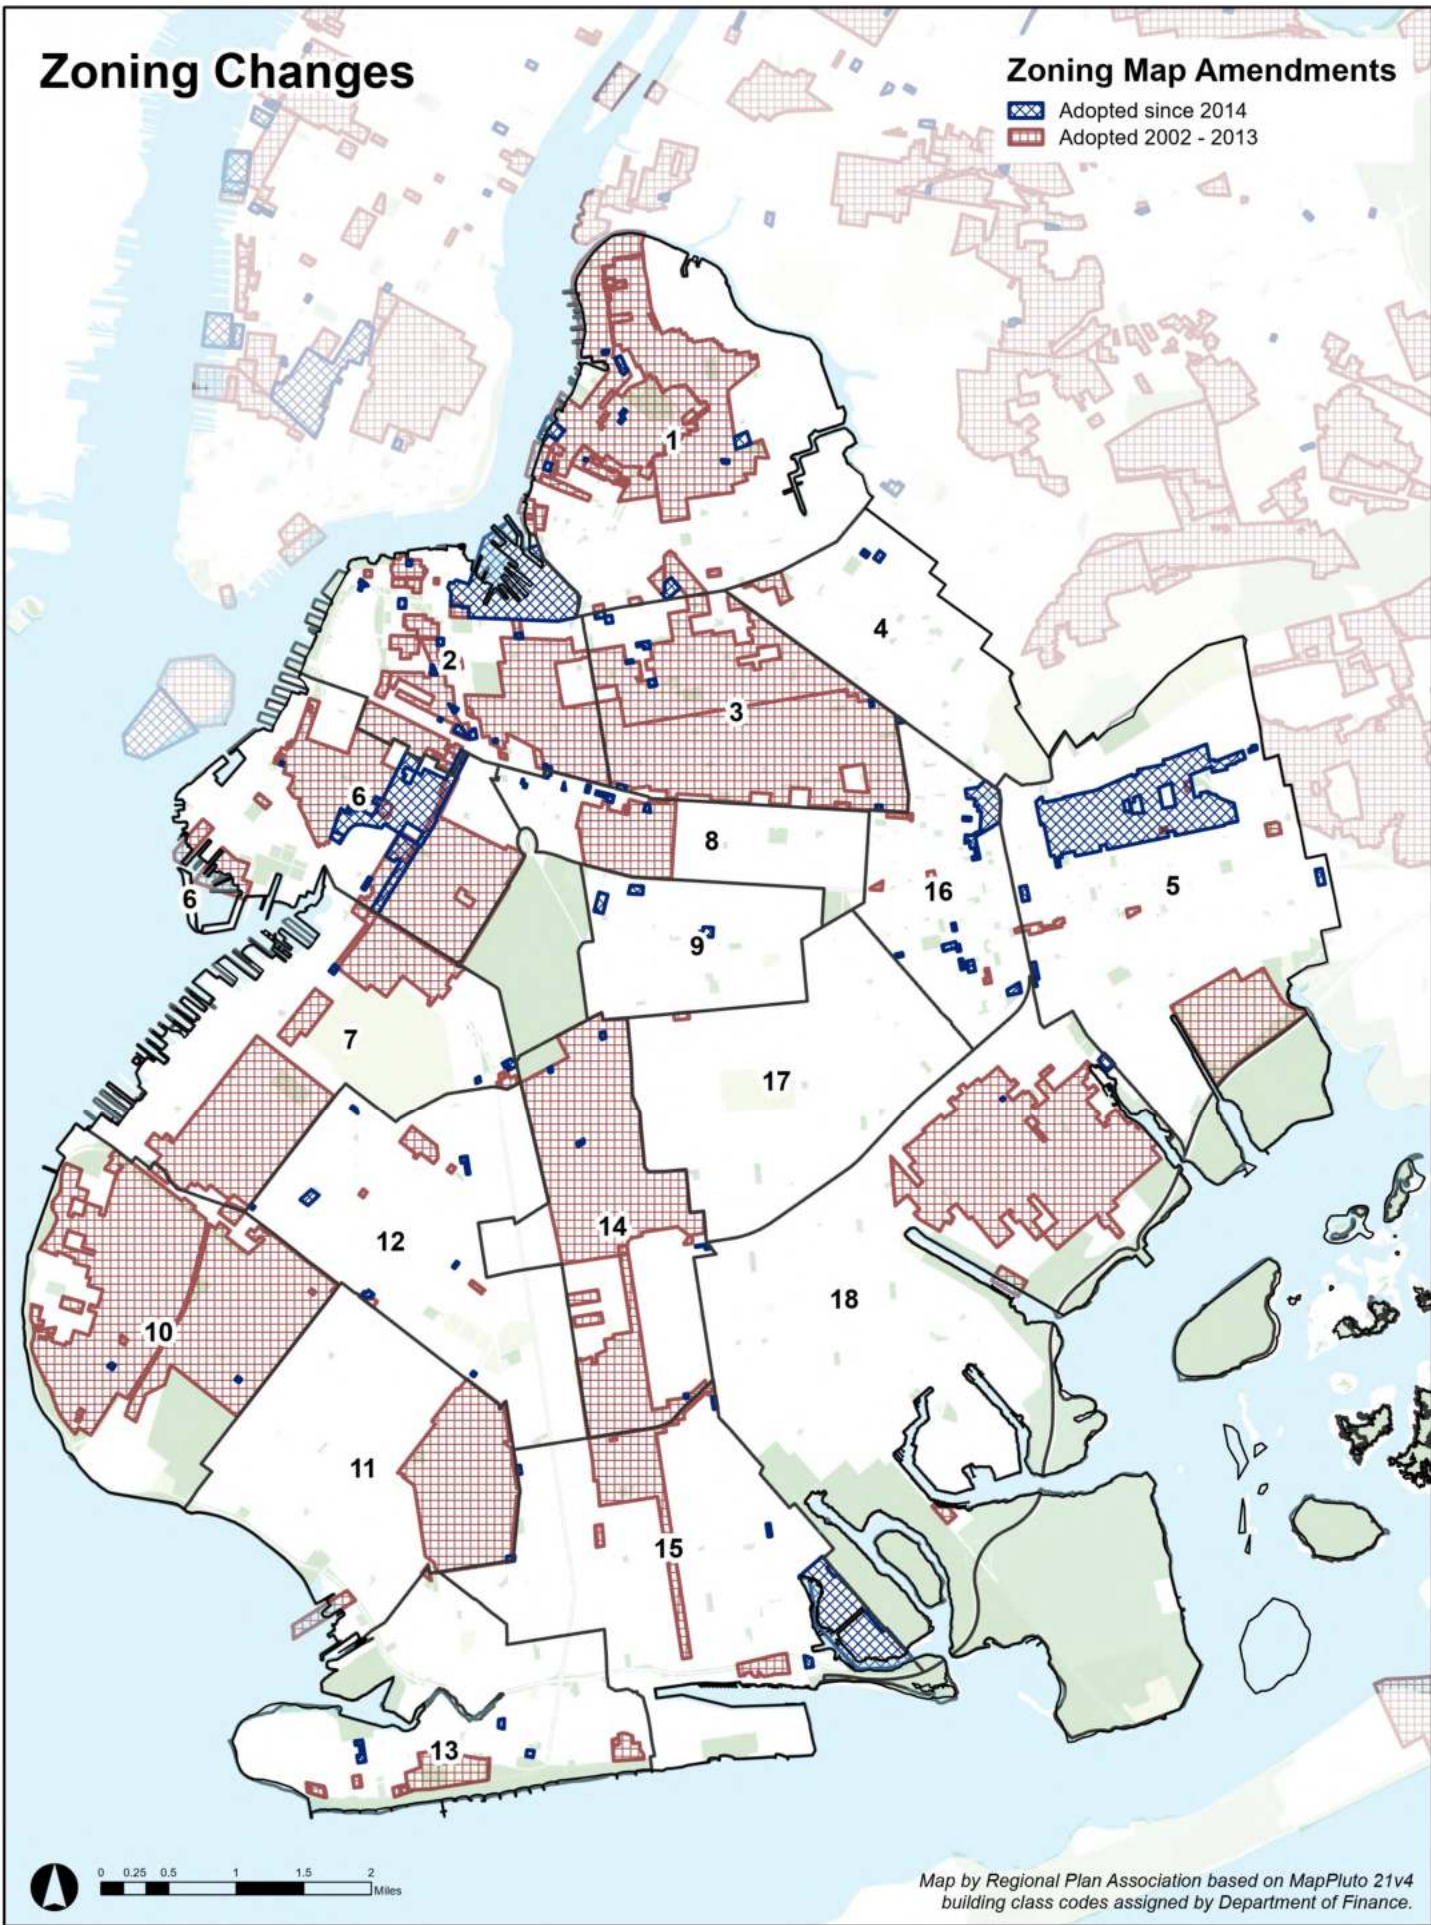 Zoning Changes
Zoning Map Amendments
Adopted since 2014
Adopted 2002 - 2013
1
4
2
3
6
8
5
16
6
9
7
17
14
12
18
10
11
15
13
0 0.25 0.5 1 1.5 2
Miles
Map by Regional Plan Association based on MapPluto 21v4
building class codes assigned by Department of Finance.